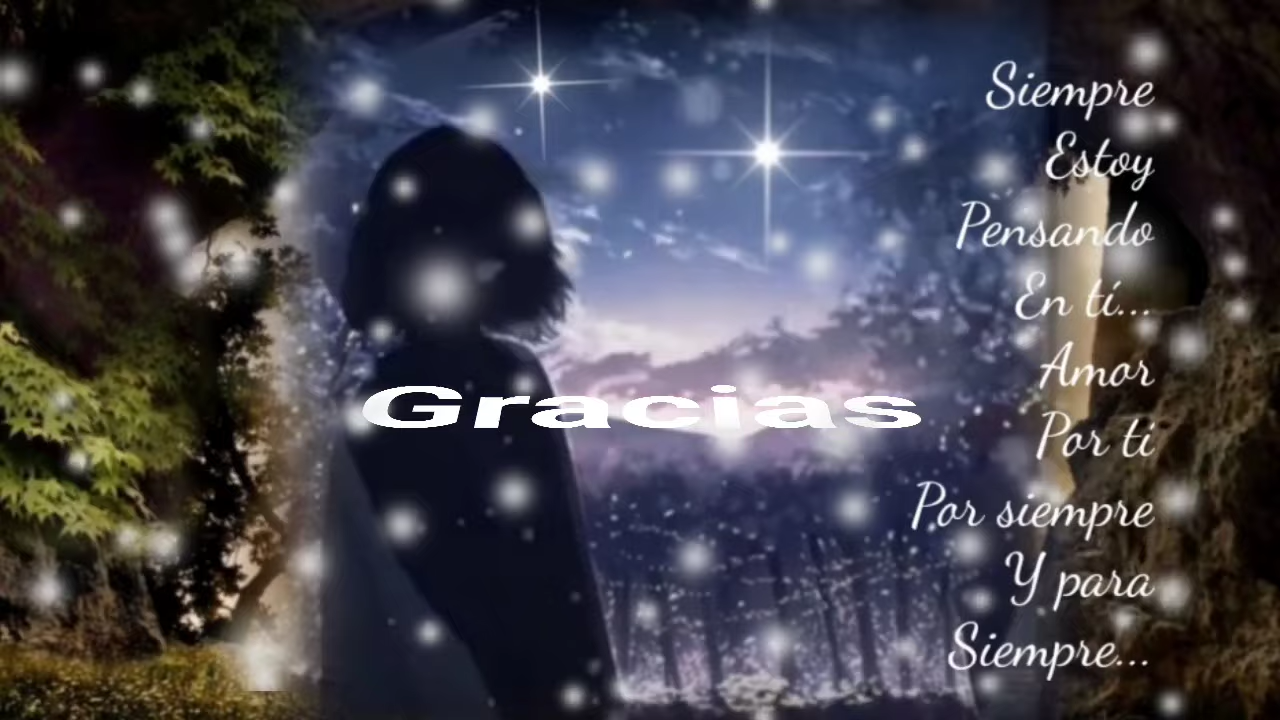 Siempre
Estoy
Pensando
En tí...
Amor
Por ti
Por siempre
Y para
Siempre...
Gracias